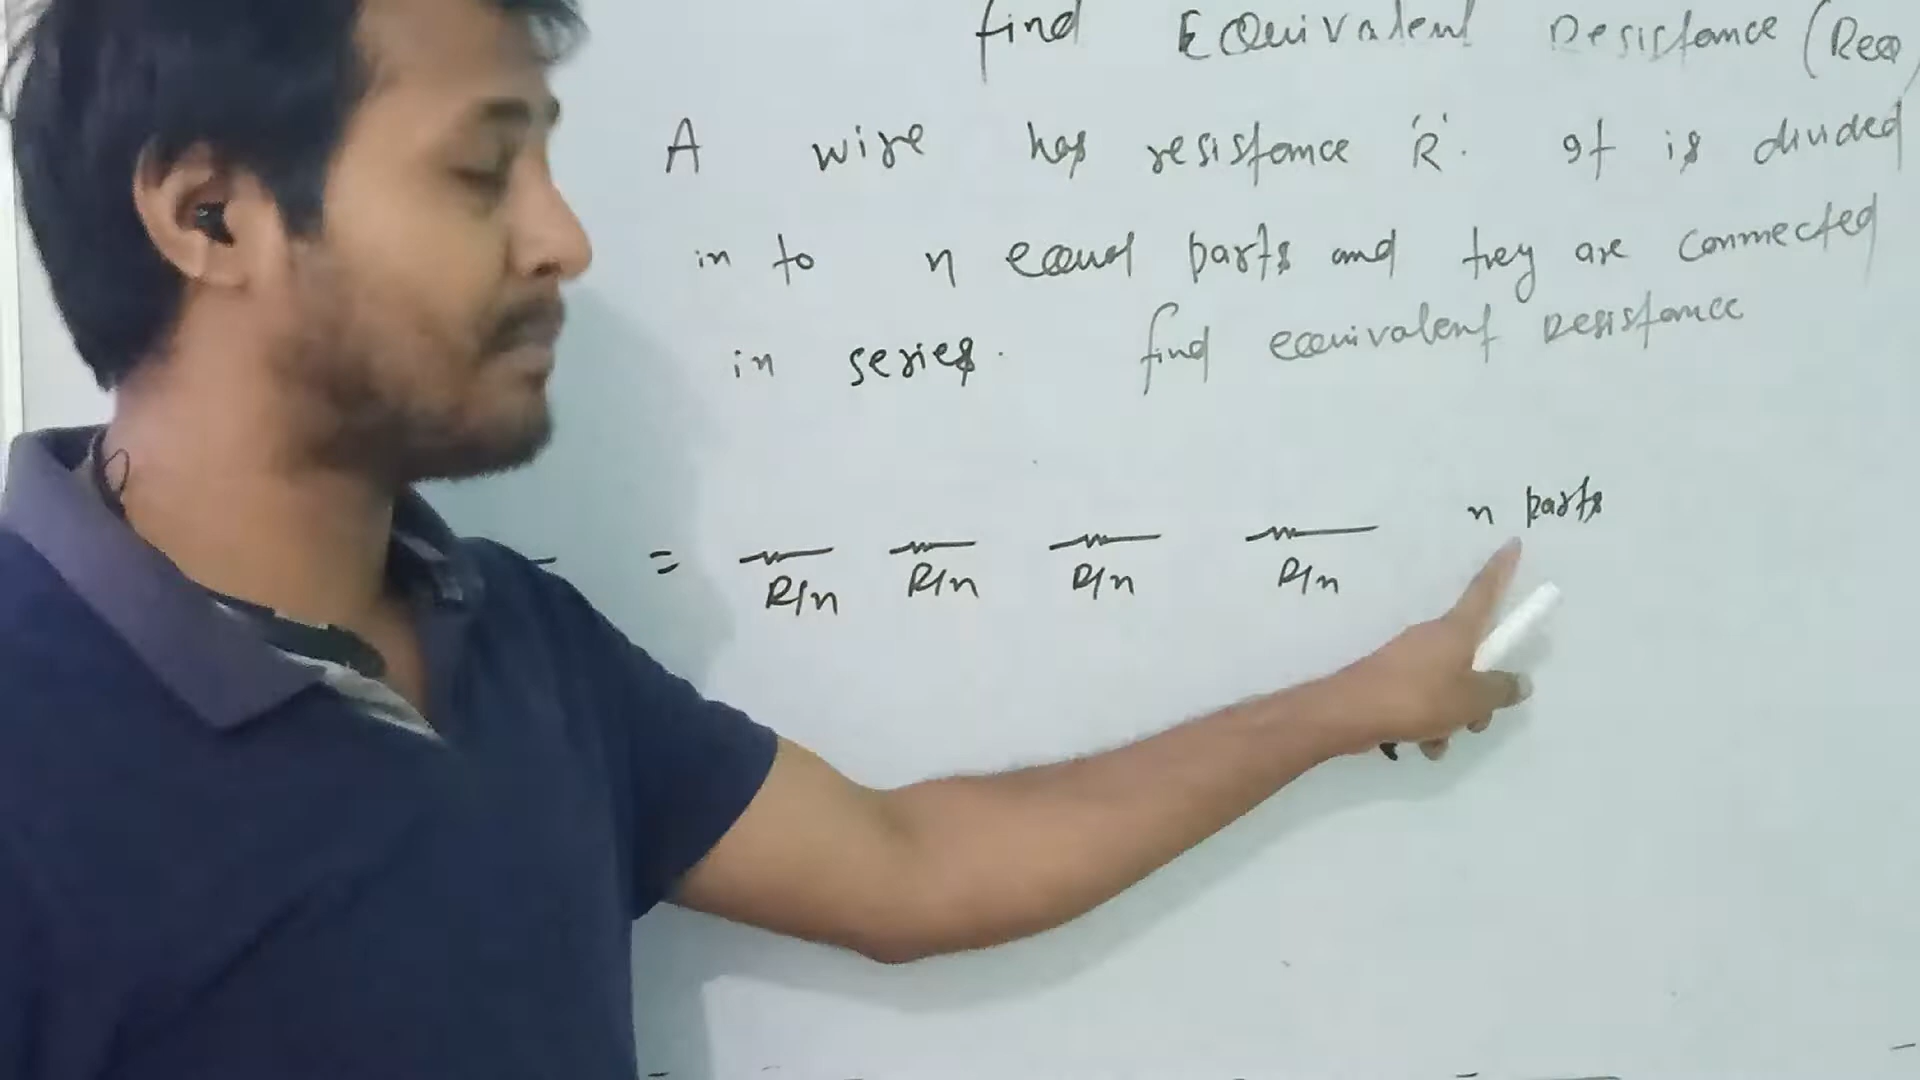 find Equivalent Resistance (Req)
A wire has resistance 'R'. It is divided
in to n equal parts and they are connected
in series. find equivalent Resistance
= R/n R/n R/n R/n n parts